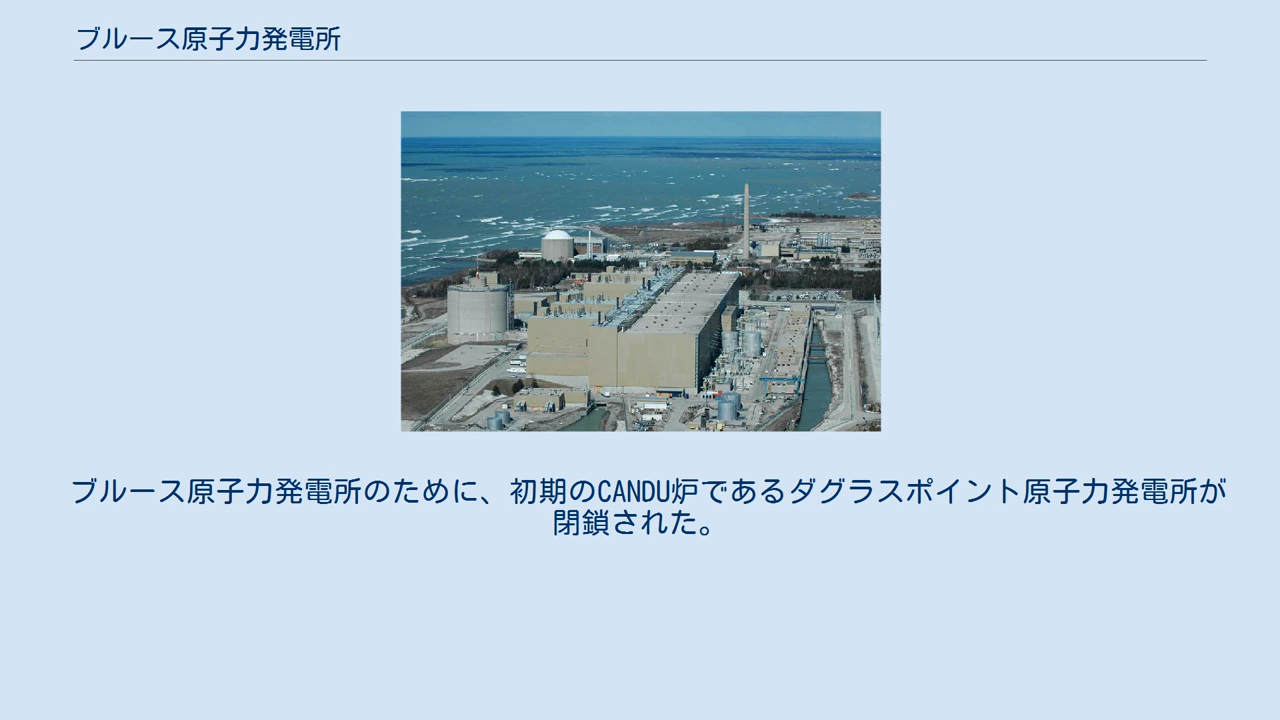 ブルース原子力発電所
ブルース原子力発電所のために、初期のCANDU炉であるダグラスポイント原子力発電所が
閉鎖された。